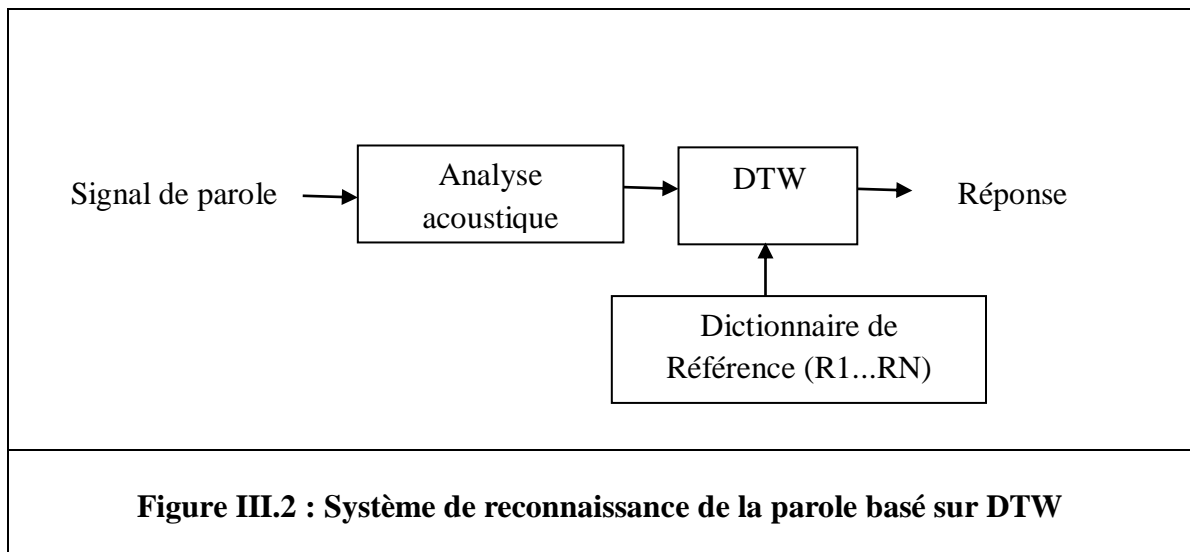 Signal de parole
Analyse
acoustique
DTW
Réponse
Dictionnaire de
Référence (R1...RN)
Figure III.2 : Système de reconnaissance de la parole basé sur DTW